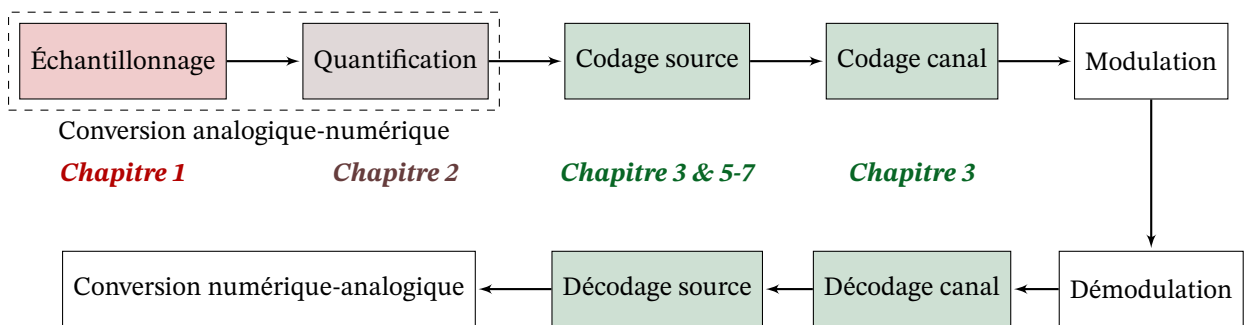 Échantillonnage
Quantification
Codage source
Codage canal
Modulation
Conversion analogique-numérique
Chapitre 1
Chapitre 2
Chapitre 3 & 5-7
Chapitre 3
Conversion numérique-analogique
Décodage source
Décodage canal
Démodulation